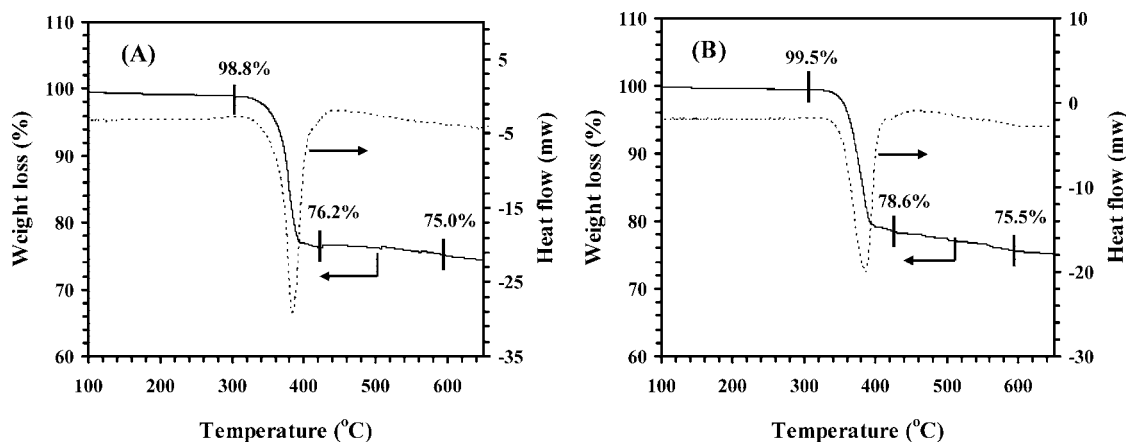 (A)
98.8%
76.2%
75.0%
110
100
90
80
70
60
Weight loss (%)
5
-5
-15
-25
-35
Heat flow (mw)
100 200 300 400 500 600
Temperature (°C)
(B)
99.5%
78.6%
75.5%
110
100
90
80
70
60
Weight loss (%)
10
0
-10
-20
-30
Heat flow (mw)
100 200 300 400 500 600
Temperature (°C)